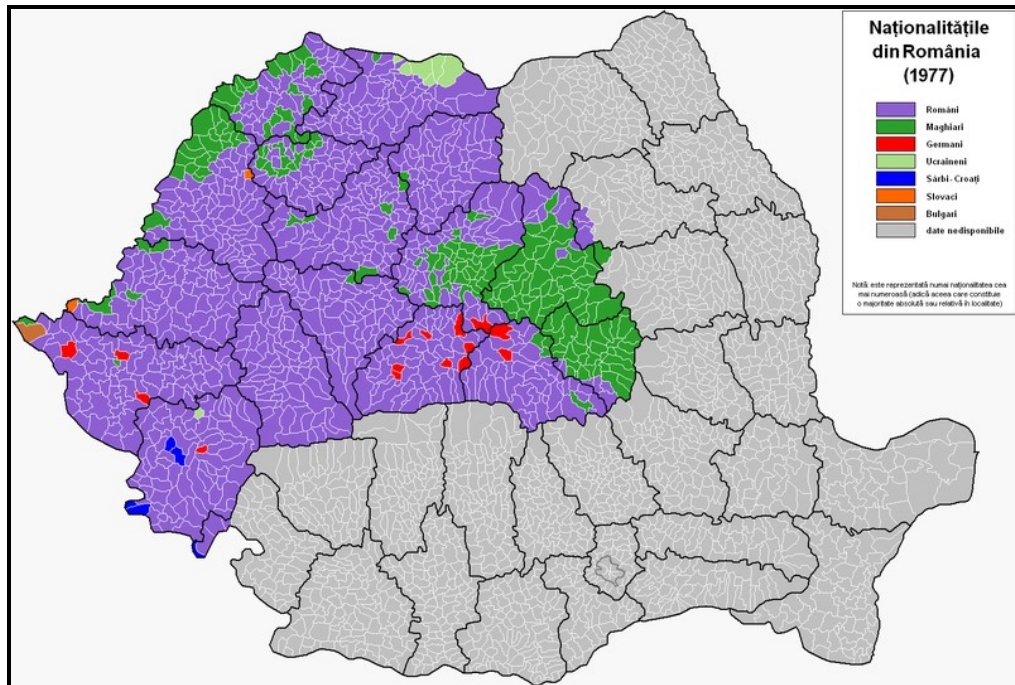 Naționalitățile
din România
(1977)
Români
Maghiari
Germani
Ucraineni
Sârbi-Croați
Slovaci
Bulgari
date nedisponibile
Notă: este reprezentată numai naționalitatea cea
mai numeroasă (adică aceea care constituie
o majoritate absolută sau relativă în localitate)